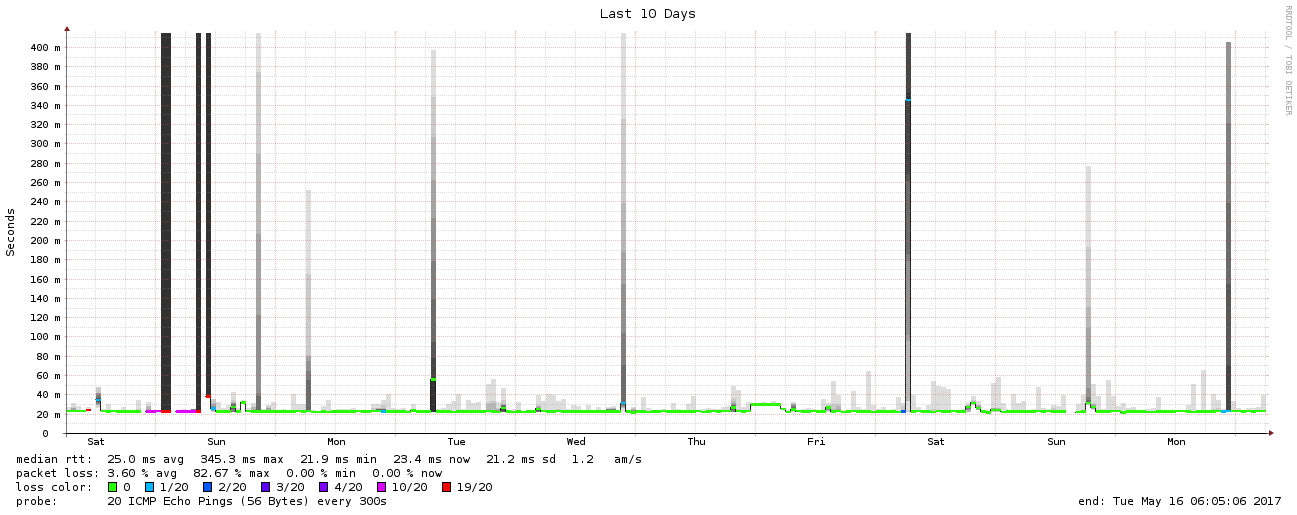 Last 10 Days
RRDTOOL / TOBI OETIKER
Seconds
400 m
380 m
360 m
340 m
320 m
300 m
280 m
260 m
240 m
220 m
200 m
180 m
160 m
140 m
120 m
100 m
80 m
60 m
40 m
20 m
0
Sat Sun Mon Tue Wed Thu Fri Sat Sun Mon
median rtt: 25.0 ms avg 345.3 ms max 21.9 ms min 23.4 ms now 21.2 ms sd 1.2 am/s
packet loss: 3.60 % avg 82.67 % max 0.00 % min 0.00 % now
loss color: 0 1/20 2/20 3/20 4/20 10/20 19/20
probe: 20 ICMP Echo Pings (56 Bytes) every 300s end: Tue May 16 06:05:06 2017